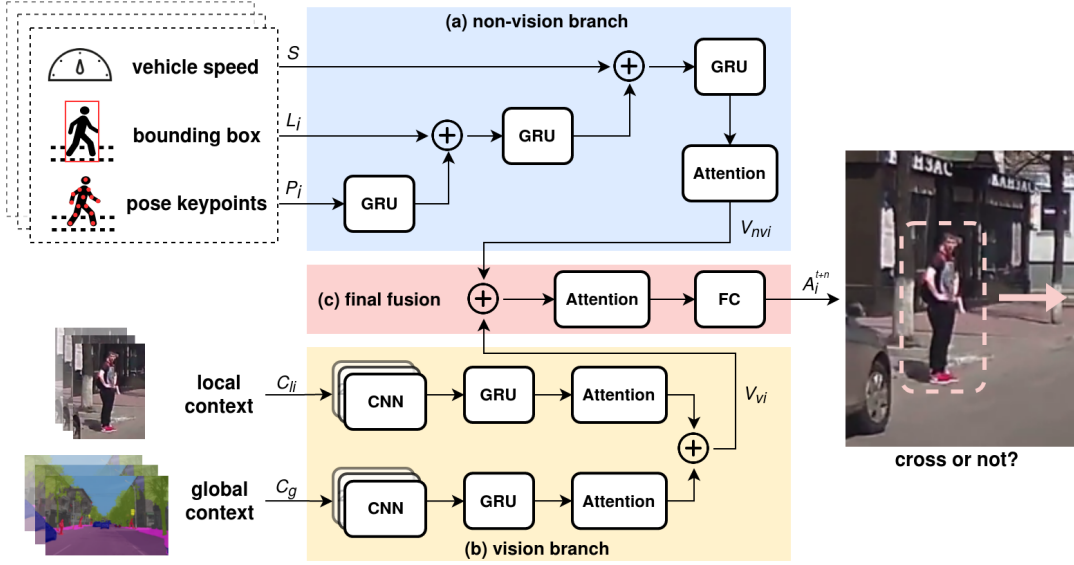 (a) non-vision branch
vehicle speed
S
GRU
bounding box
L_i
GRU
Attention
pose keypoints
P_i
GRU
V_nvi
(c) final fusion
Attention
FC
A_i^{t+n}
local
context
C_li
CNN
GRU
Attention
V_vi
global
context
C_g
CNN
GRU
Attention
(b) vision branch
НЗАС
КАНЗАС
cross or not?